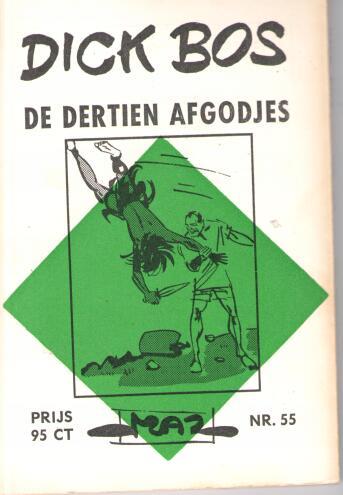 DICK BOS
DE DERTIEN AFGODJES
PRIJS
95 CT
MAZ
NR. 55